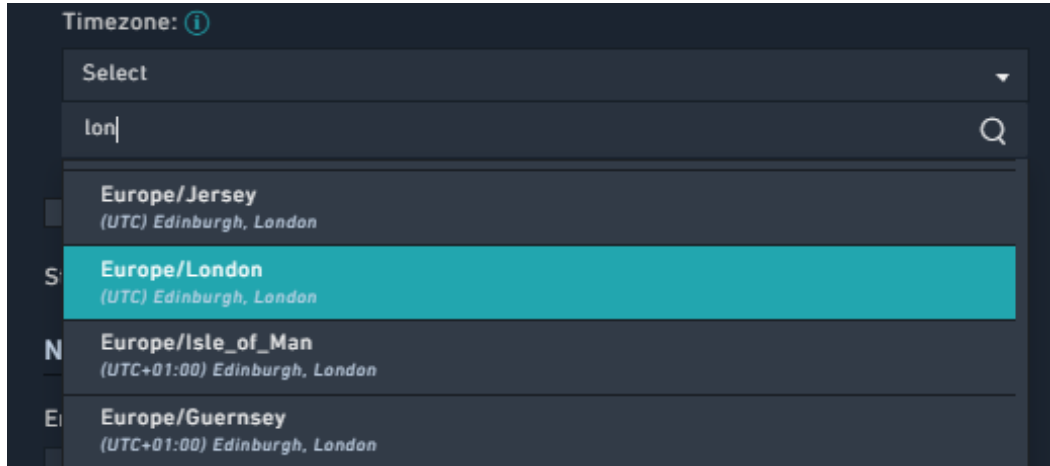 Timezone:
Select
lon
Europe/Jersey
(UTC) Edinburgh, London
Europe/London
(UTC) Edinburgh, London
Europe/Isle_of_Man
(UTC+01:00) Edinburgh, London
Europe/Guernsey
(UTC+01:00) Edinburgh, London